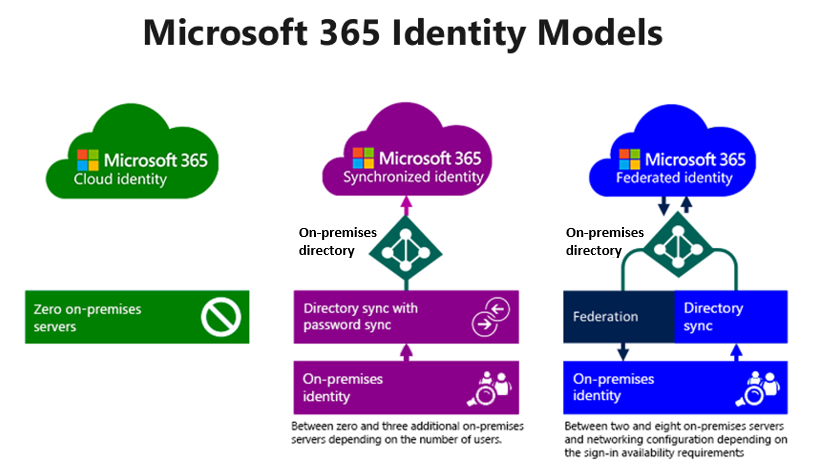 Microsoft 365 Identity Models
Microsoft 365
Cloud identity
Zero on-premises
servers
Microsoft 365
Synchronized identity
On-premises
directory
Directory sync with
password sync
On-premises
identity
Between zero and three additional on-premises
servers depending on the number of users.
Microsoft 365
Federated identity
On-premises
directory
Federation
Directory
sync
On-premises
identity
Between two and eight on-premises servers
and networking configuration depending on
the sign-in availability requirements